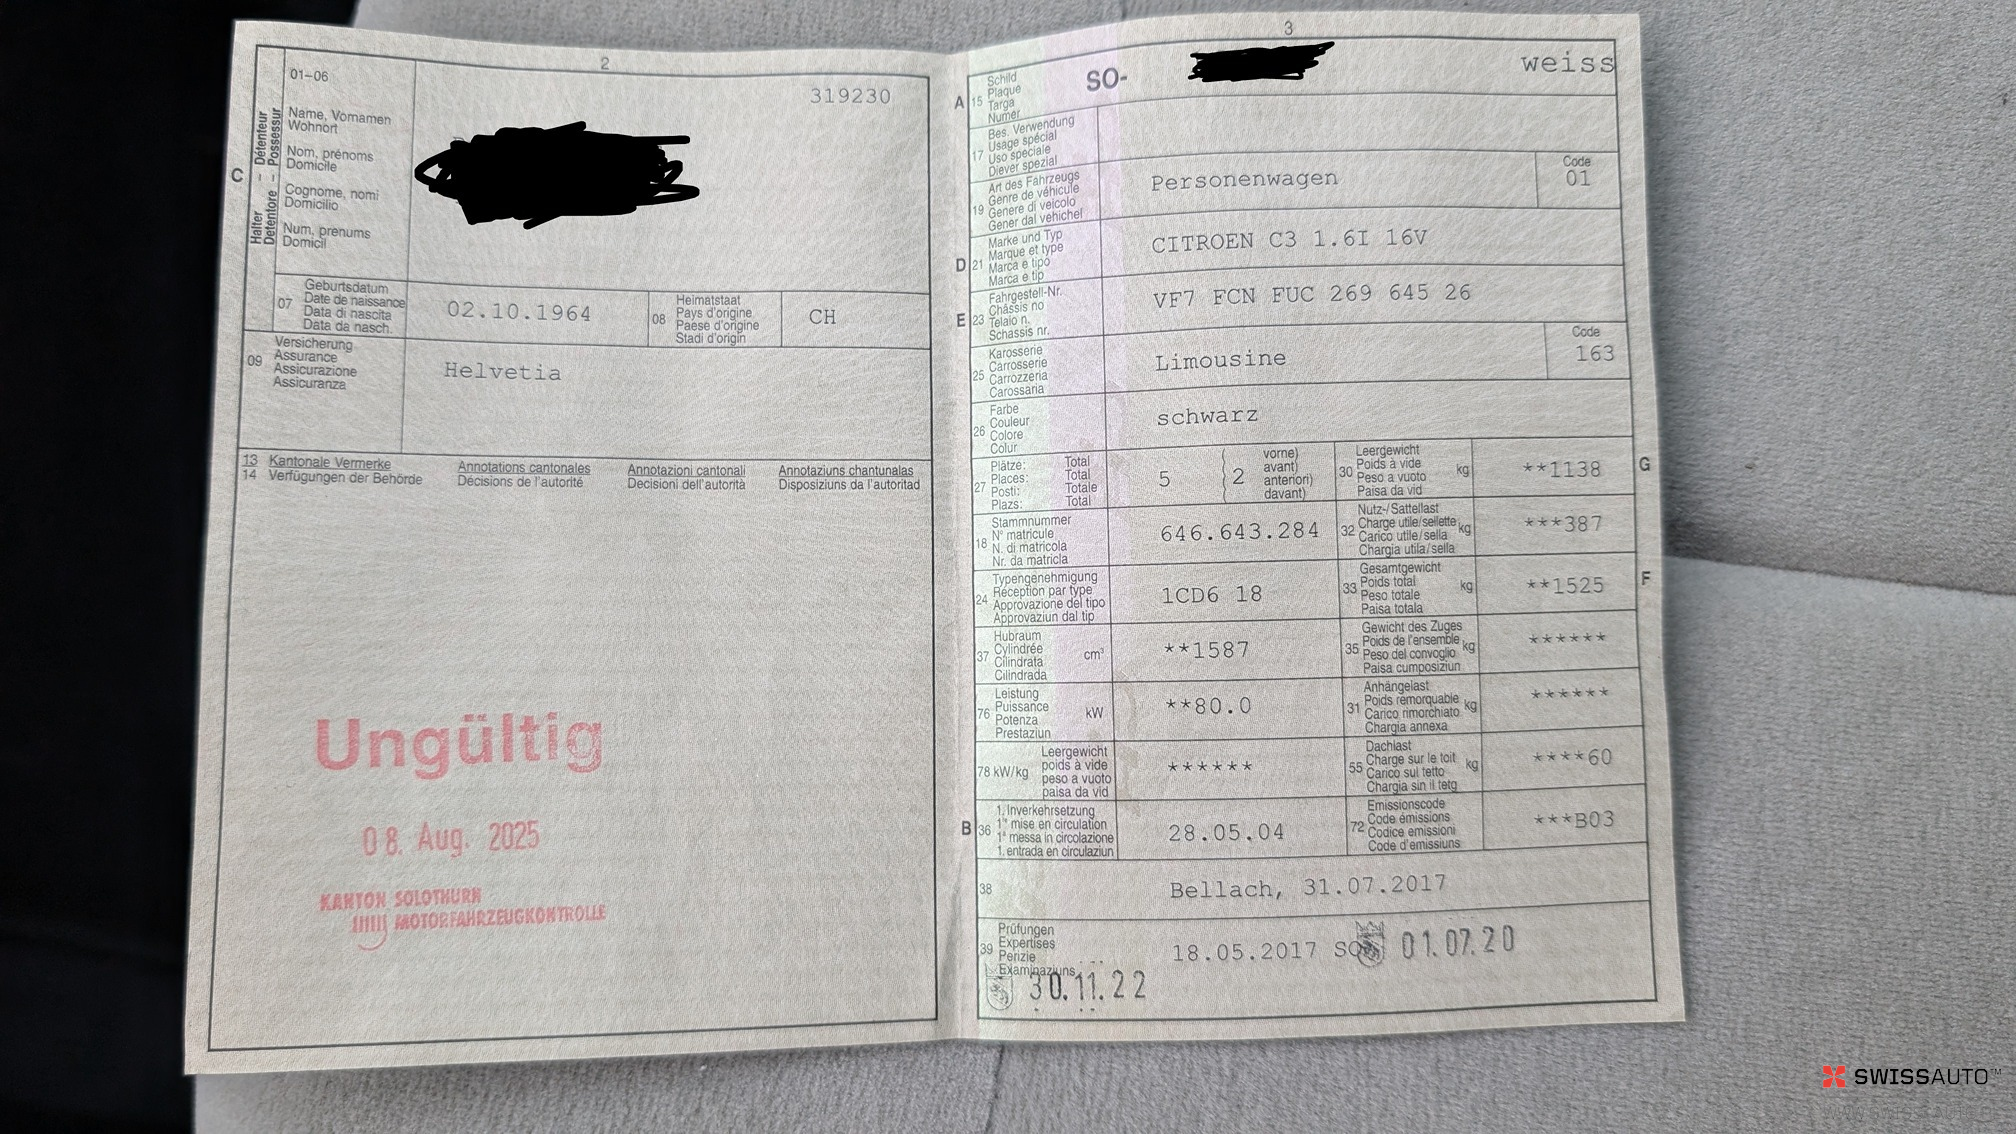 2
01-06
319230
C
Halter – Détenteur
Detentore – Possessur
Name, Vornamen
Wohnort
Nom, prénoms
Domicile
Cognome, nomi
Domicilio
Num, prenums
Domicil
07
Geburtsdatum
Date de naissance
Data di nascita
Data da nasch.
02.10.1964
08
Heimatstaat
Pays d'origine
Paese d'origine
Stadi d'origin
CH
09
Versicherung
Assurance
Assicurazione
Assicuranza
Helvetia
13 Kantonale Vermerke
14 Verfügungen der Behörde
Annotations cantonales
Décisions de l'autorité
Annotazioni cantonali
Decisioni dell'autorità
Annotaziuns chantunalas
Disposiziuns da l'autoritad
Ungültig
08. Aug. 2025
KANTON SOLOTHURN
MOTORFAHRZEUGKONTROLLE
3
A
15
Schild
Plaque
Targa
Numer
SO-
weiss
17
Bes. Verwendung
Usage spécial
Uso speciale
Diever spezial
19
Art des Fahrzeugs
Genre de véhicule
Genere di veicolo
Gener dal vehichel
Personenwagen
Code
01
D
21
Marke und Typ
Marque et type
Marca e tipo
Marca e tip
CITROEN C3 1.6I 16V
E
23
Fahrgestell-Nr.
Châssis no
Telaio n.
Schassis nr.
VF7 FCN FUC 269 645 26
25
Karosserie
Carrosserie
Carrozzeria
Carossaria
Limousine
Code
163
26
Farbe
Couleur
Colore
Colur
schwarz
27
Plätze: Total
Places: Total
Posti: Totale
Plazs: Total
5
2
vorne)
avant)
anteriori)
davant)
30
Leergewicht
Poids à vide
Peso a vuoto
Paisa da vid
kg
**1138
G
18
Stammnummer
N° matricule
N. di matricola
Nr. da matricla
646.643.284
32
Nutz-/Sattellast
Charge utile/sellette
Carico utile/sella
Chargia utila/sella
kg
***387
24
Typengenehmigung
Réception par type
Approvazione del tipo
Approvaziun dal tip
1CD6 18
33
Gesamtgewicht
Poids total
Peso totale
Paisa totala
kg
**1525
F
37
Hubraum
Cylindrée
Cilindrata
Cilindrada
cm³
**1587
35
Gewicht des Zuges
Poids de l'ensemble
Peso del convoglio
Paisa cumposiziun
kg
******
76
Leistung
Puissance
Potenza
Prestaziun
kW
**80.0
31
Anhängelast
Poids remorquable
Carico rimorchiato
Chargia annexa
kg
******
78 kW/kg
Leergewicht
poids à vide
peso a vuoto
paisa da vid
******
55
Dachlast
Charge sur le toit
Carico sul tetto
Chargia sin il tetg
kg
****60
B
36
1. Inverkehrsetzung
1re mise en circulation
1a messa in circolazione
1. entrada en circulaziun
28.05.04
72
Emissionscode
Code émissions
Codice emissioni
Code d'emissiuns
***B03
38
Bellach, 31.07.2017
39
Prüfungen
Expertises
Perizie
Examinaziuns
18.05.2017 SO
01.07.20
30.11.22
SWISSAUTO™